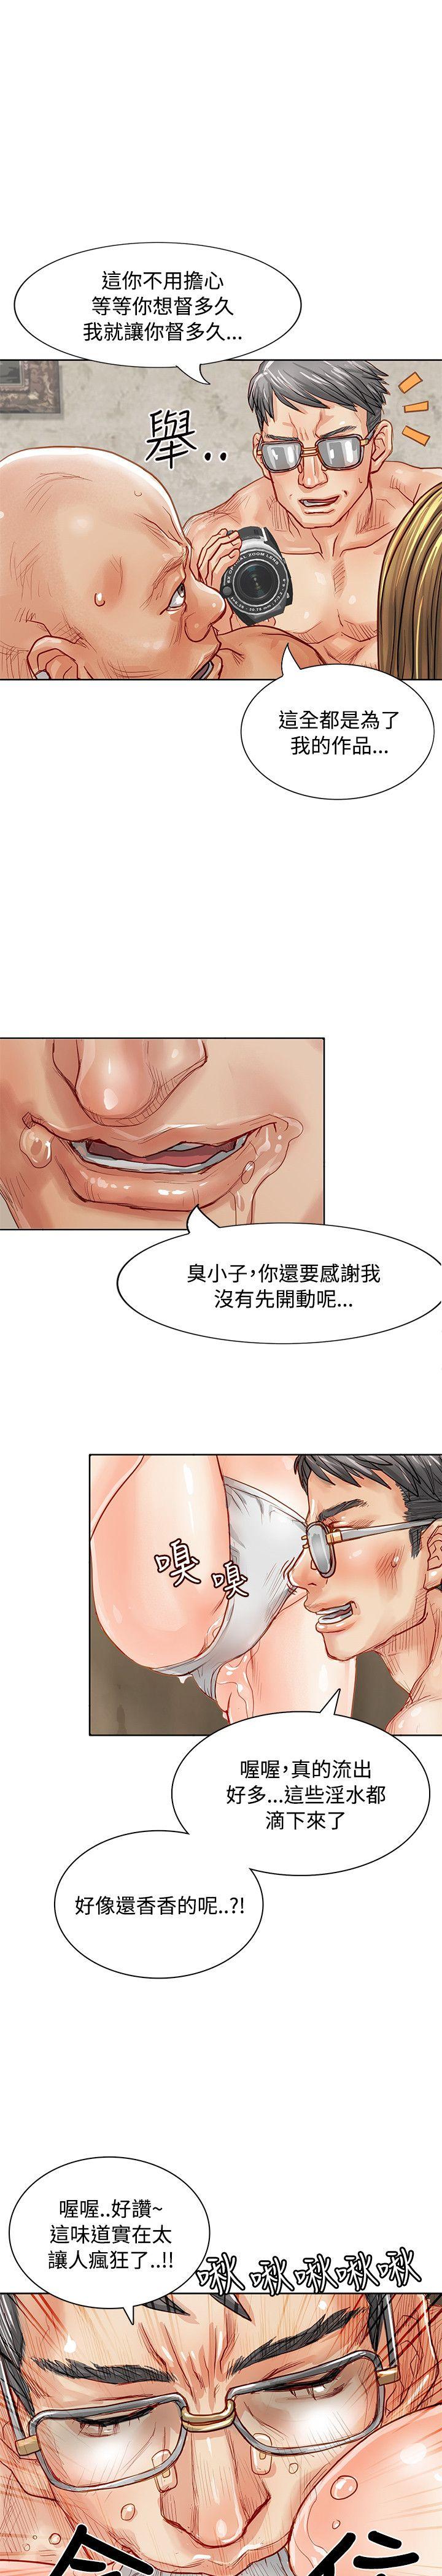 這你不用擔心
等等你想督多久
我就讓你督多久...
舉..
這全都是為了
我的作品...
臭小子,你還要感謝我
沒有先開動呢...
嗅
嗅
喔喔,真的流出
好多...這些淫水都
滴下來了
好像還香香的呢..?!
喔喔..好讚~
這味道實在太
讓人瘋狂了..!!
啾啾啾啾啾